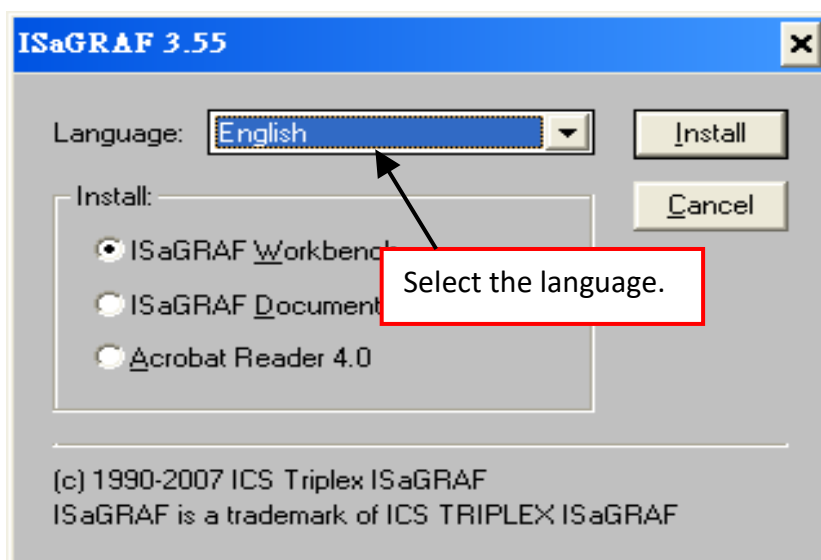 ISaGRAF 3.55
Language: English
Install
Install:
Cancel
ISaGRAF Workbench
Select the language.
ISaGRAF Document
Acrobat Reader 4.0
(c) 1990-2007 ICS Triplex ISaGRAF
ISaGRAF is a trademark of ICS TRIPLEX ISaGRAF